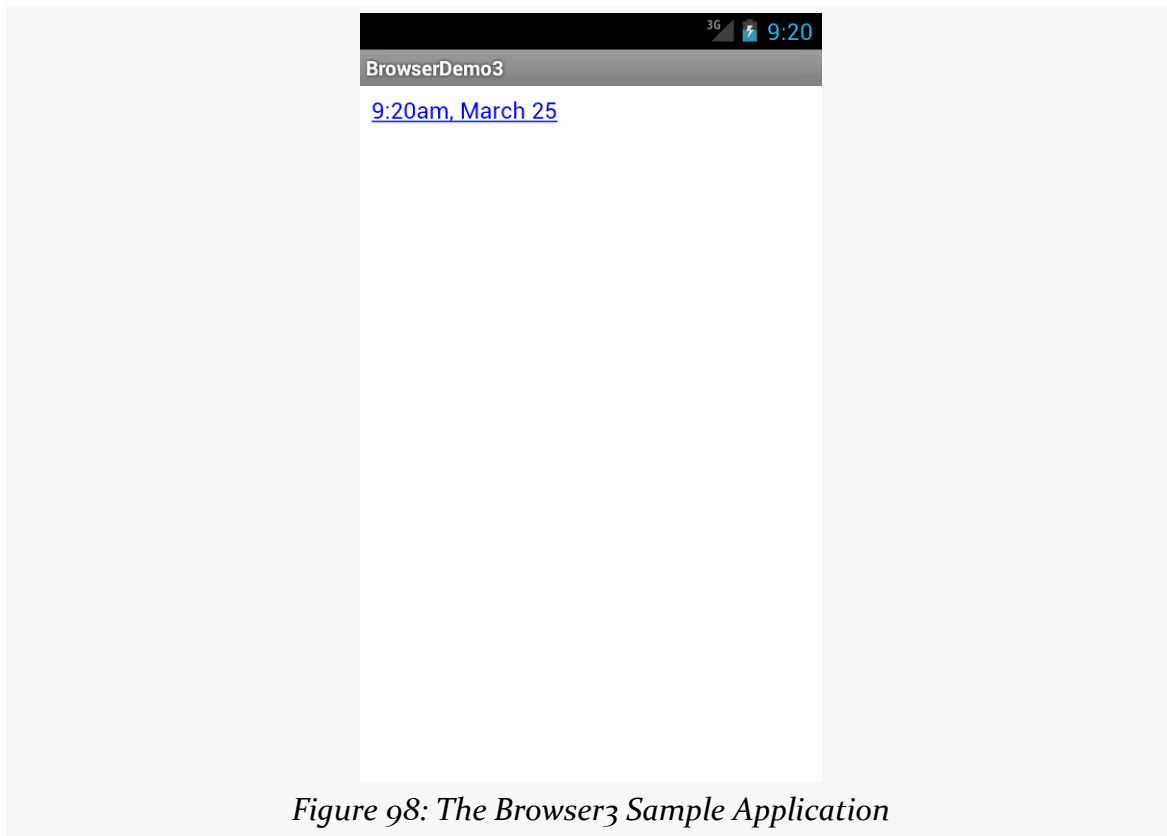 3G 9:20
BrowserDemo3
9:20am, March 25
Figure 98: The Browser3 Sample Application